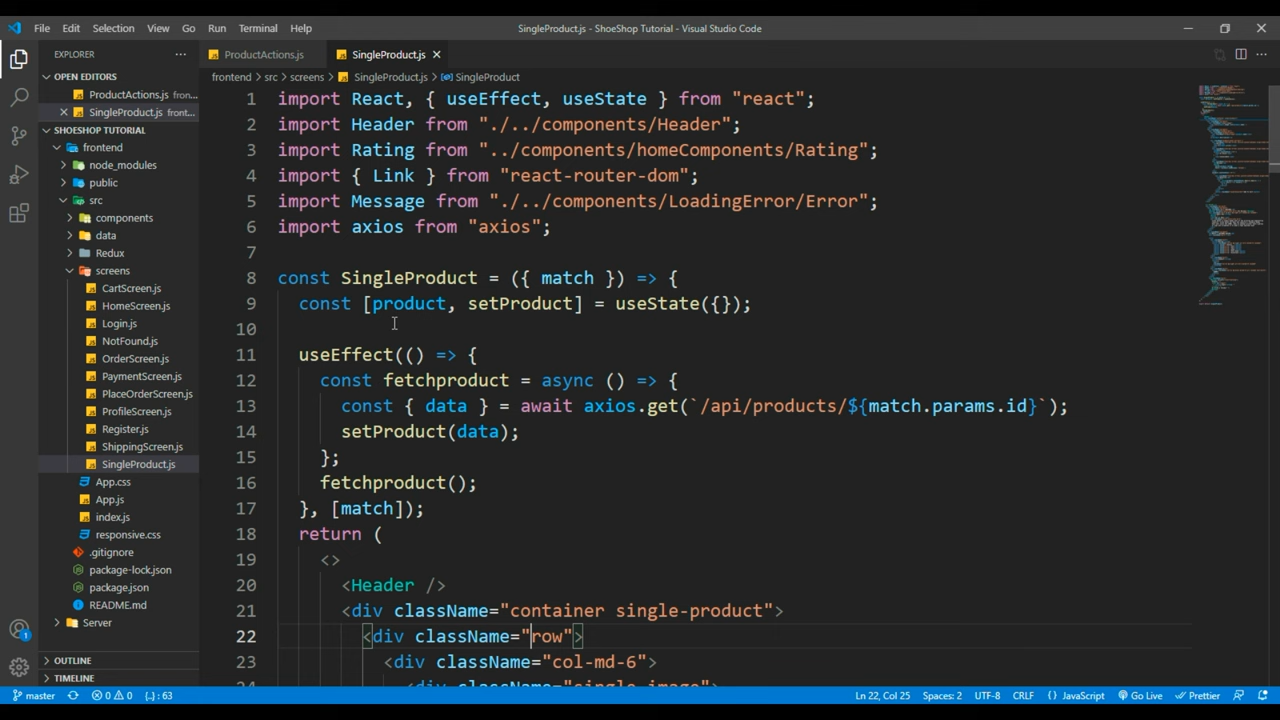 File Edit Selection View Go Run Terminal Help
SingleProduct.js - ShoeShop Tutorial - Visual Studio Code
EXPLORER
OPEN EDITORS
ProductActions.js fron...
SingleProduct.js front...
SHOESHOP TUTORIAL
frontend
node_modules
public
src
components
data
Redux
screens
CartScreen.js
HomeScreen.js
Login.js
NotFound.js
OrderScreen.js
PaymentScreen.js
PlaceOrderScreen.js
ProfileScreen.js
Register.js
ShippingScreen.js
SingleProduct.js
App.css
App.js
index.js
responsive.css
.gitignore
package-lock.json
package.json
README.md
Server
OUTLINE
TIMELINE
ProductActions.js SingleProduct.js
frontend > src > screens > SingleProduct.js > SingleProduct
1 import React, { useEffect, useState } from "react";
2 import Header from "./../components/Header";
3 import Rating from "../components/homeComponents/Rating";
4 import { Link } from "react-router-dom";
5 import Message from "./../components/LoadingError/Error";
6 import axios from "axios";
7
8 const SingleProduct = ({ match }) => {
9 const [product, setProduct] = useState({});
10
11 useEffect(() => {
12 const fetchproduct = async () => {
13 const { data } = await axios.get(`/api/products/${match.params.id}`);
14 setProduct(data);
15 };
16 fetchproduct();
17 }, [match]);
18 return (
19 <>
20 <Header />
21 <div className="container single-product">
22 <div className="row">
23 <div className="col-md-6">
24 <div className="single-image">
master 0 0 {..} : 63 Ln 22, Col 25 Spaces: 2 UTF-8 CRLF {} JavaScript Go Live Prettier